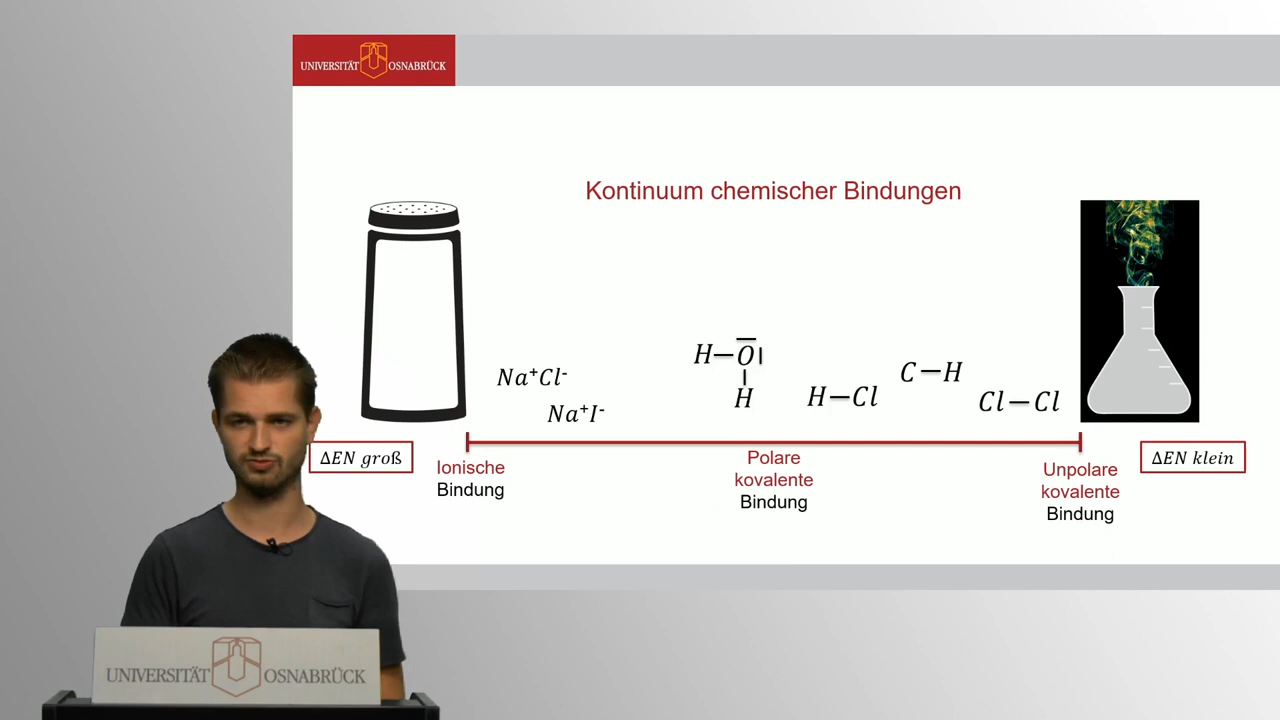 UNIVERSITÄT OSNABRÜCK
Kontinuum chemischer Bindungen
H—O̅|
|
H
Na⁺Cl⁻
Na⁺I⁻
H—Cl
C—H
Cl—Cl
ΔEN groß
Ionische
Bindung
Polare
kovalente
Bindung
Unpolare
kovalente
Bindung
ΔEN klein
UNIVERSITÄT OSNABRÜCK